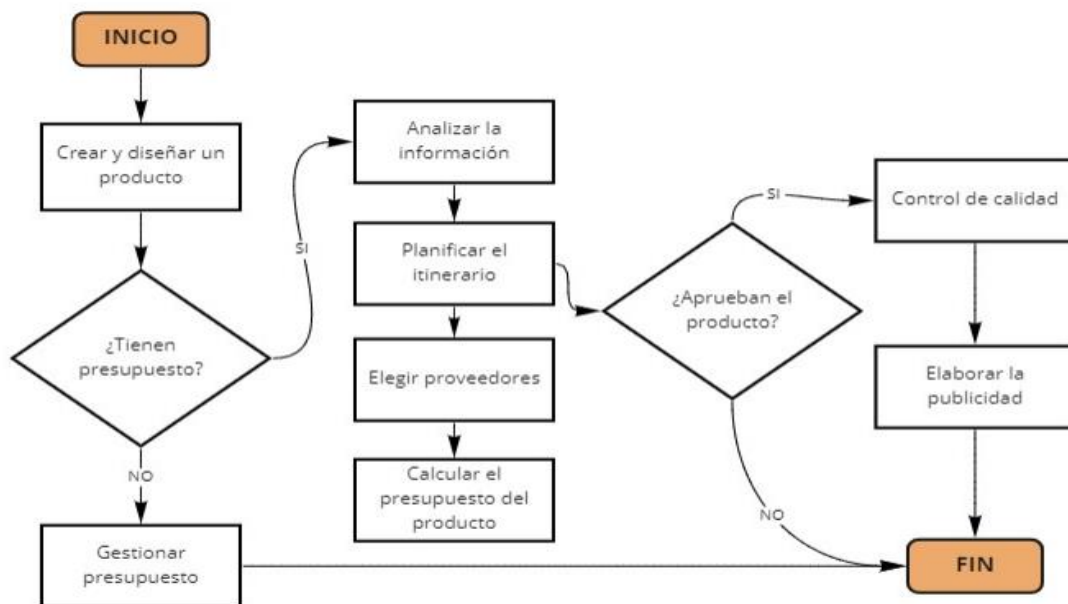 INICIO
Crear y diseñar un
producto
¿Tienen
presupuesto?
SI
NO
Gestionar
presupuesto
Analizar la
información
Planificar el
itinerario
Elegir proveedores
Calcular el
presupuesto del
producto
¿Aprueban el
producto?
SI
NO
Control de calidad
Elaborar la
publicidad
FIN